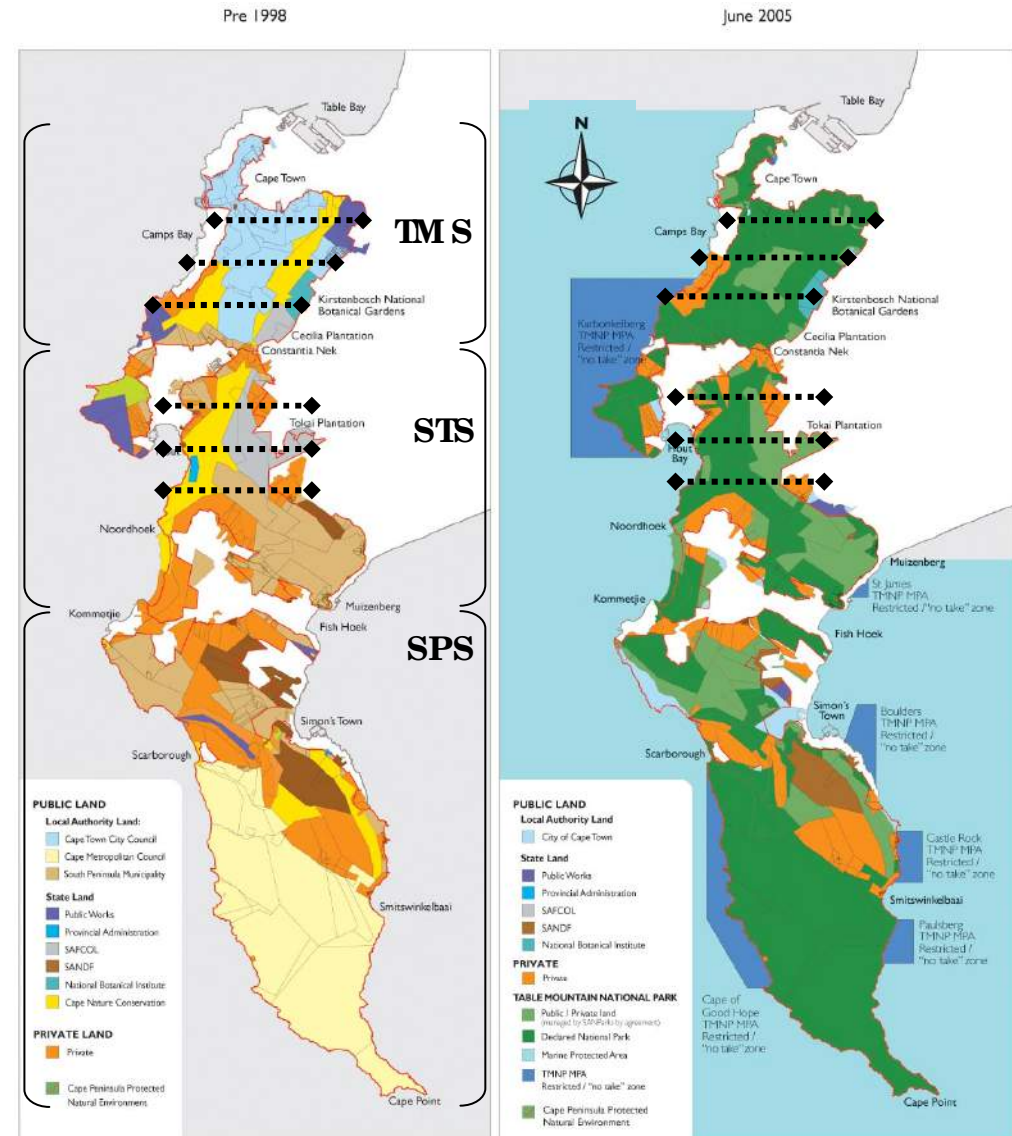 Pre 1998
Table Bay
Cape Town
TM S
Camps Bay
Kirstenbosch National
Botanical Gardens
Cecilia Plantation
Constantia Nek
STS
Tokai Plantation
Hout
Noordhoek
Muizenberg
Kommetjie
Fish Hoek
SPS
Simon's Town
Scarborough
Smitswinkelbaai
Cape Point
PUBLIC LAND
Local Authority Land:
Cape Town City Council
Cape Metropolitan Council
South Peninsula Municipality
State Land
Public Works
Provincial Administration
SAFCOL
SANDF
National Botanical Institute
Cape Nature Conservation
PRIVATE LAND
Private
Cape Peninsula Protected
Natural Environment
June 2005
Table Bay
N
Cape Town
Camps Bay
Karbonkelberg
TMNP MPA
Restricted /
"no take" zone
Kirstenbosch National
Botanical Gardens
Cecilia Plantation
Constantia Nek
Tokai Plantation
Hout
Bay
Noordhoek
Muizenberg
St James
TMNP MPA
Restricted / "no take" zone
Kommetjie
Fish Hoek
Simon's
Town
Boulders
TMNP MPA
Restricted /
"no take" zone
Scarborough
Castle Rock
TMNP MPA
Restricted /
"no take" zone
Smitswinkelbaai
Paulsberg
TMNP MPA
Restricted /
"no take" zone
Cape of
Good Hope
TMNP MPA
Restricted /
"no take" zone
Cape Point
PUBLIC LAND
Local Authority Land
City of Cape Town
State Land
Public Works
Provincial Administration
SAFCOL
SANDF
National Botanical Institute
PRIVATE
Private
TABLE MOUNTAIN NATIONAL PARK
Public / Private land
(managed by SANParks by agreement)
Declared National Park
Marine Protected Area
TMNP MPA
Restricted / "no take" zone
Cape Peninsula Protected
Natural Environment